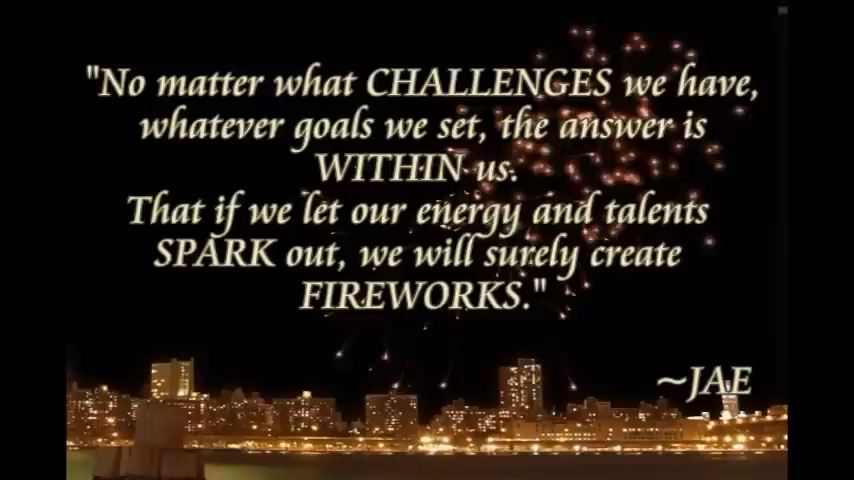 "No matter what CHALLENGES we have,
whatever goals we set, the answer is
WITHIN us.
That if we let our energy and talents
SPARK out, we will surely create
FIREWORKS."
~JAE